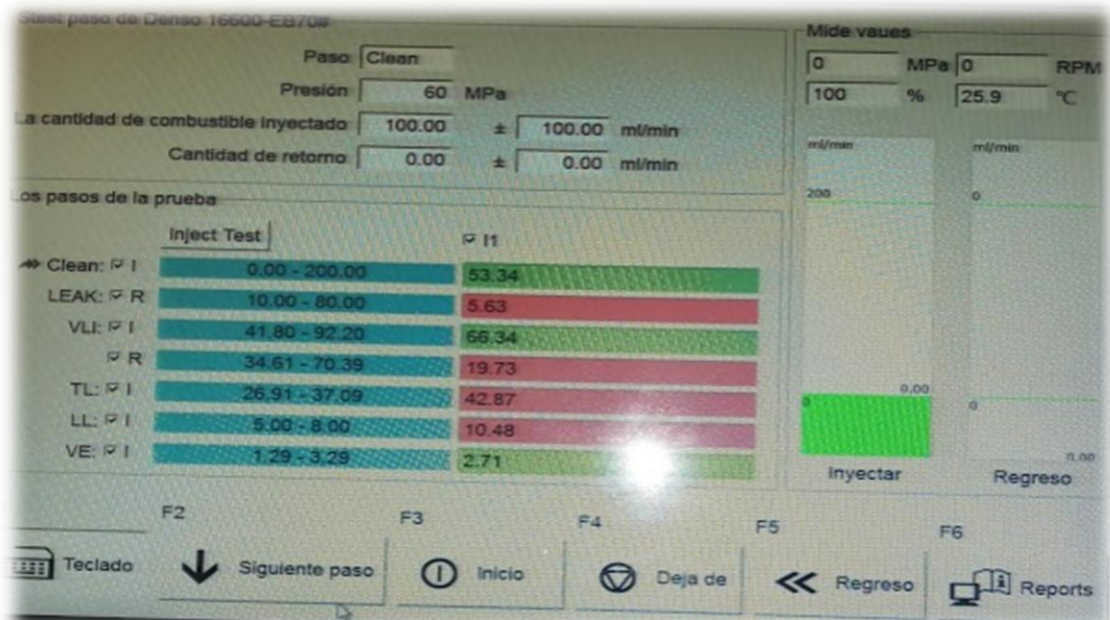 Stest paso de Denso 16600-EB70#
Paso Clean
Presión 60 MPa
La cantidad de combustible inyectado 100.00 ± 100.00 ml/min
Cantidad de retorno 0.00 ± 0.00 ml/min
Mide vaues
0 MPa 0 RPM
100 % 25.9 °C
Los pasos de la prueba
Inject Test I1
Clean: I 0.00 - 200.00 53.34
LEAK: R 10.00 - 80.00 5.63
VLI: I 41.80 - 92.20 66.34
R 34.61 - 70.39 19.73
TL: I 26.91 - 37.09 42.87
LL: I 5.00 - 8.00 10.48
VE: I 1.29 - 3.29 2.71
ml/min ml/min
200 0
0.00
0 0
0.00
Inyectar Regreso
F2 F3 F4 F5 F6
Teclado Siguiente paso Inicio Deja de Regreso Reports